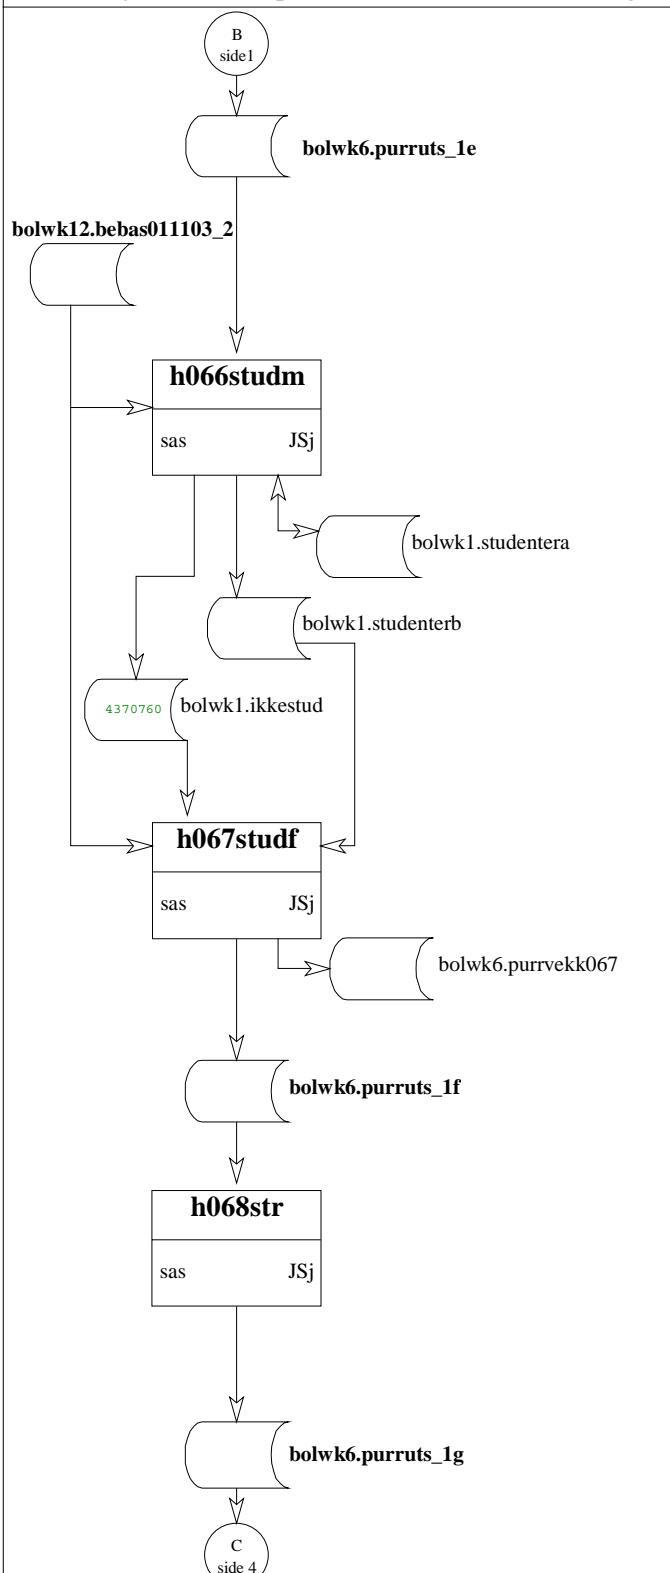 B
side1
bolwk6.purruts_1e
bolwk12.bebas011103_2
h066studm
sas JSj
bolwk1.studentera
bolwk1.studenterb
4370760 bolwk1.ikkestud
h067studf
sas JSj
bolwk6.purrvekk067
bolwk6.purruts_1f
h068str
sas JSj
bolwk6.purruts_1g
C
side 4